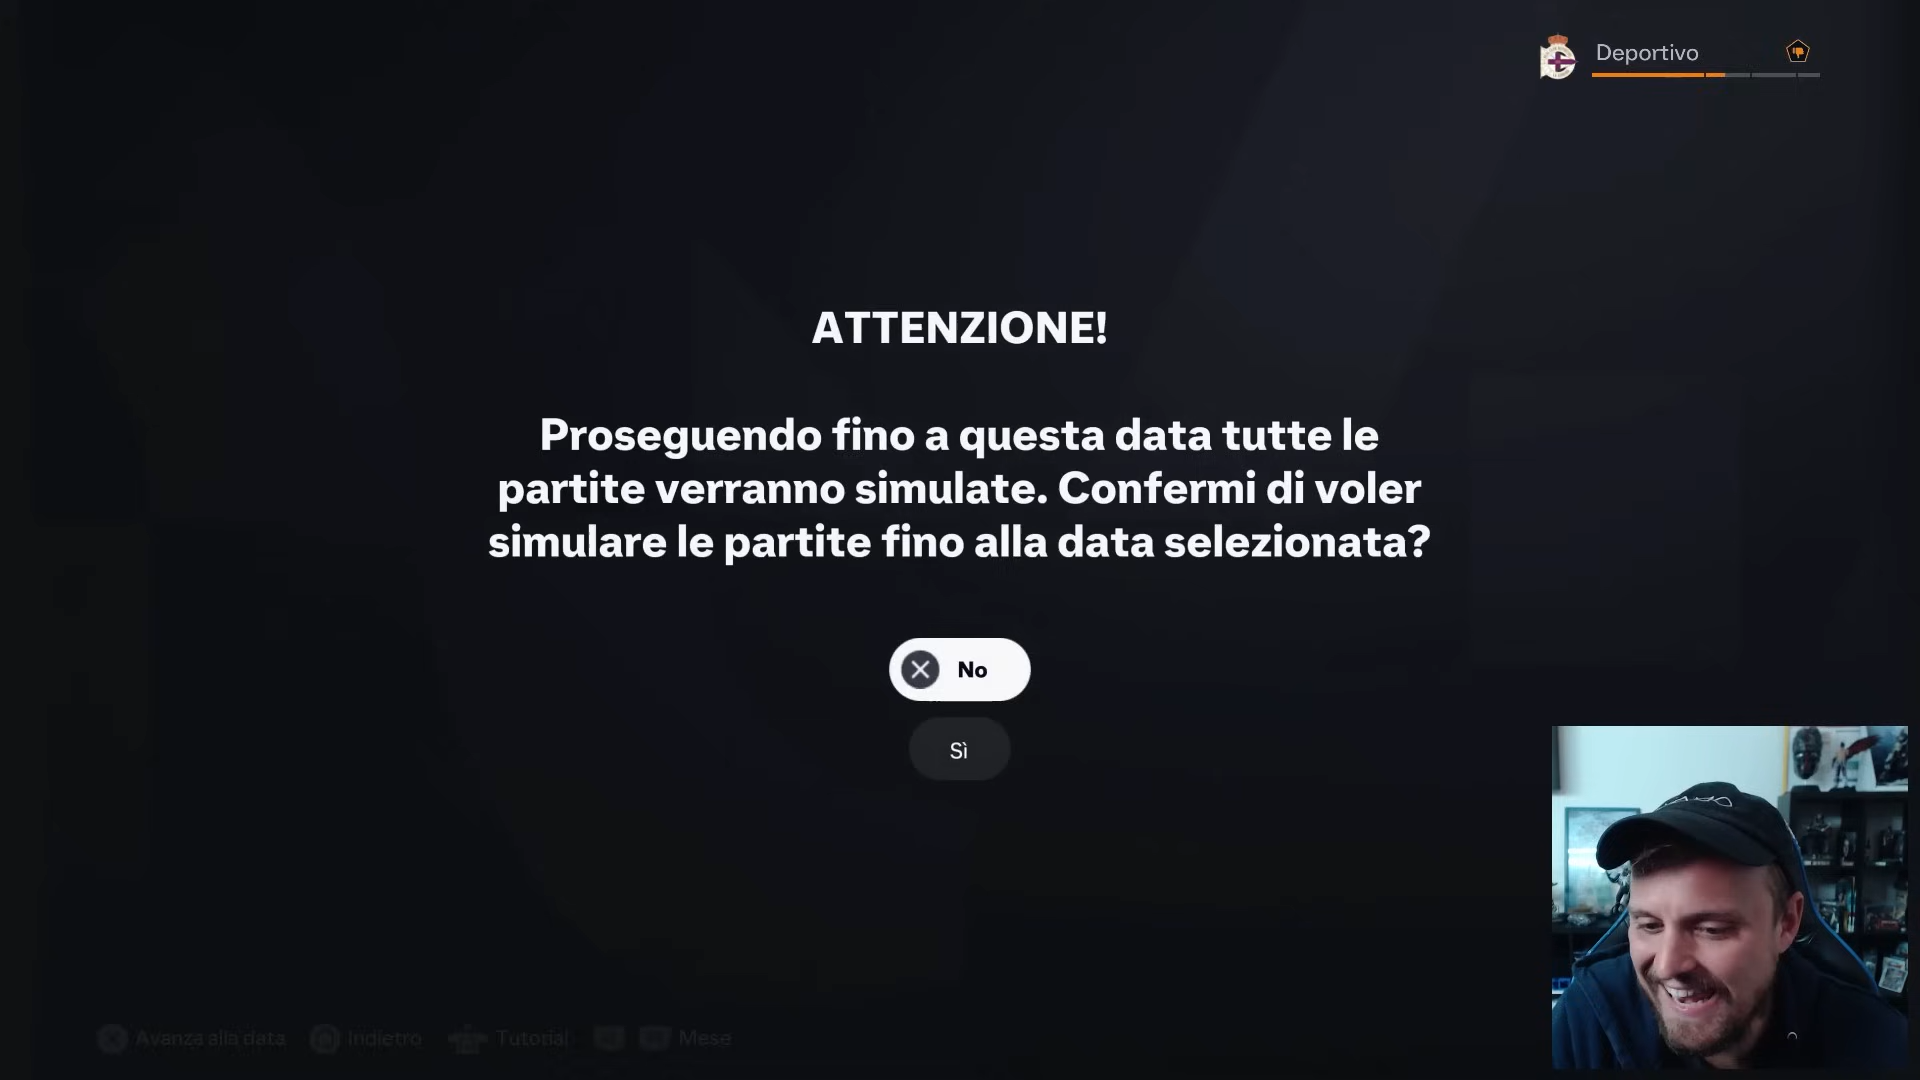 Deportivo
ATTENZIONE!
Proseguendo fino a questa data tutte le
partite verranno simulate. Confermi di voler
simulare le partite fino alla data selezionata?
No
Sì
Avanza alla data Indietro Tutorial Mese